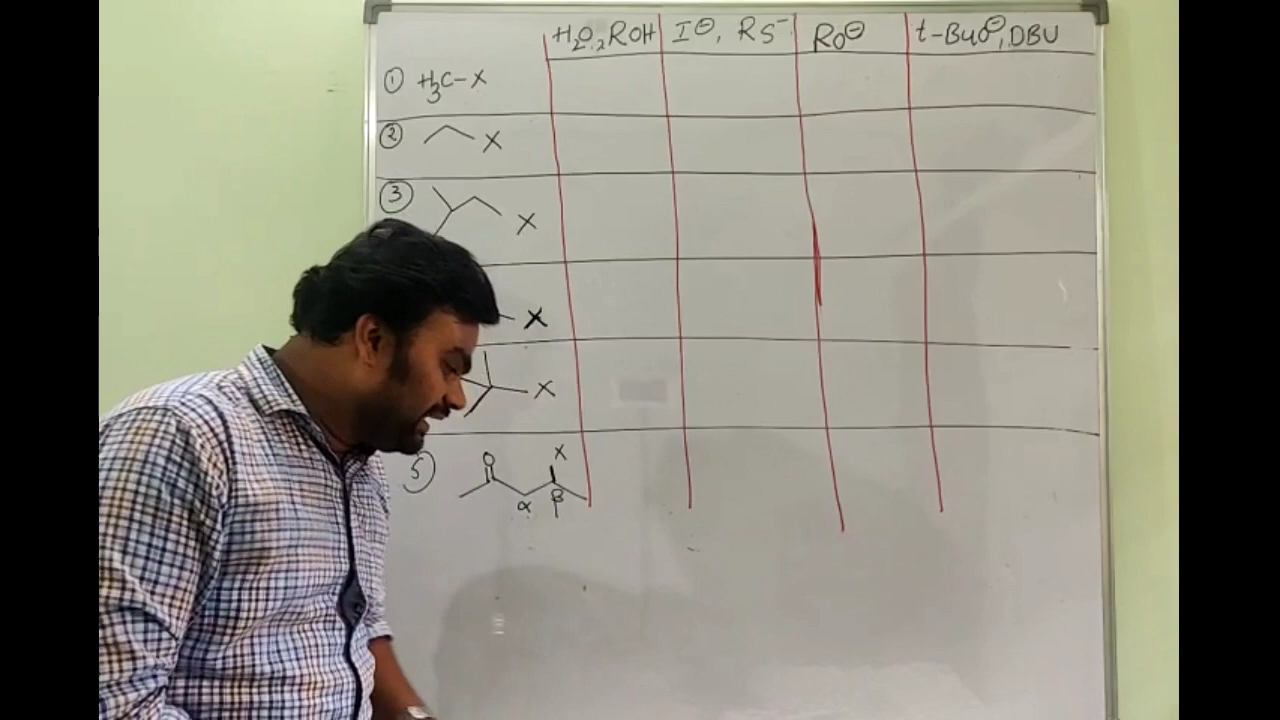 H₂O, ROH I⊖, RS⁻ RO⊖ t-BuO⊖, DBU
① H₃C-X
② X
③ X
X
X
5 O X
α β